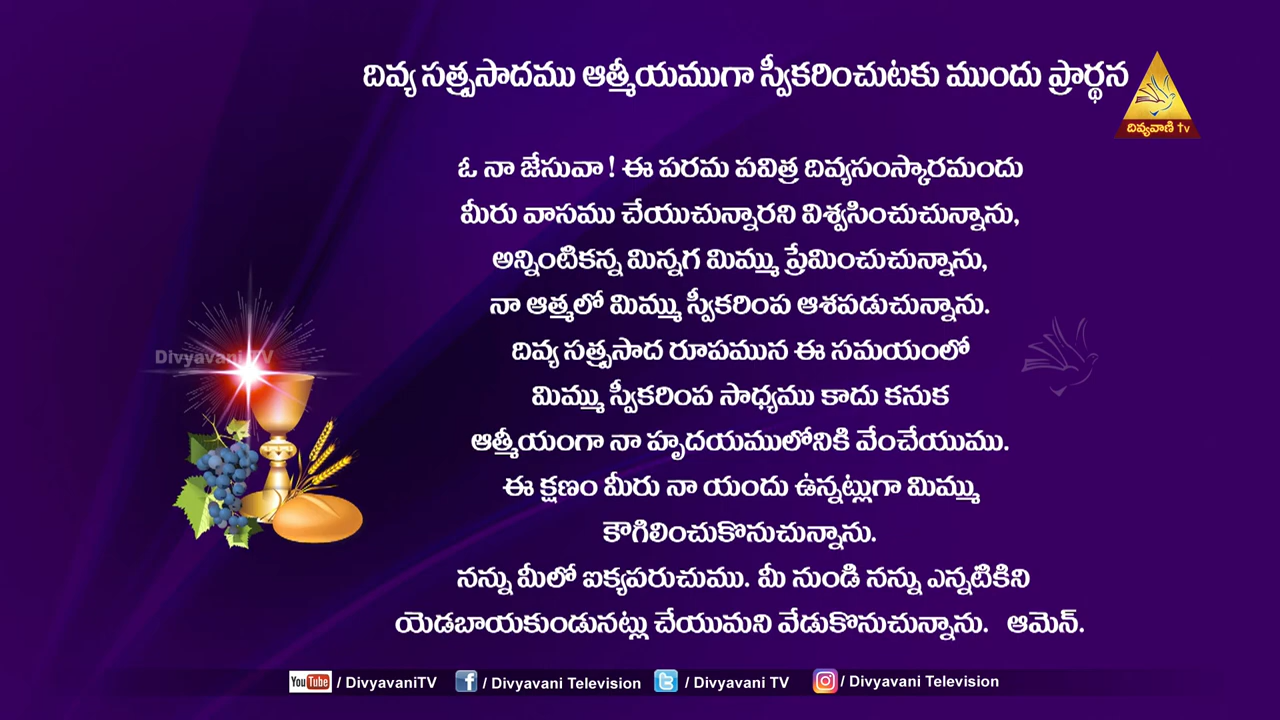 దివ్య సత్ప్రసాదము ఆత్మీయముగా స్వీకరించుటకు ముందు ప్రార్థన
దివ్యవాణి tv
ఓ నా జేసువా ! ఈ పరమ పవిత్ర దివ్యసంస్కారమందు
మీరు వాసము చేయుచున్నారని విశ్వసించుచున్నాను,
అన్నింటికన్న మిన్నగ మిమ్ము ప్రేమించుచున్నాను,
నా ఆత్మలో మిమ్ము స్వీకరింప ఆశపడుచున్నాను.
దివ్య సత్ప్రసాద రూపమున ఈ సమయంలో
మిమ్ము స్వీకరింప సాధ్యము కాదు కనుక
ఆత్మీయంగా నా హృదయములోనికి వేంచేయుము.
ఈ క్షణం మీరు నా యందు ఉన్నట్లుగా మిమ్ము
కౌగిలించుకొనుచున్నాను.
నన్ను మీలో ఐక్యపరుచుము. మీ నుండి నన్ను ఎన్నటికిని
యెడబాయకుండునట్లు చేయుమని వేడుకొనుచున్నాను. ఆమెన్.
Divyavani TV
YouTube / DivyavaniTV / Divyavani Television / Divyavani TV / Divyavani Television